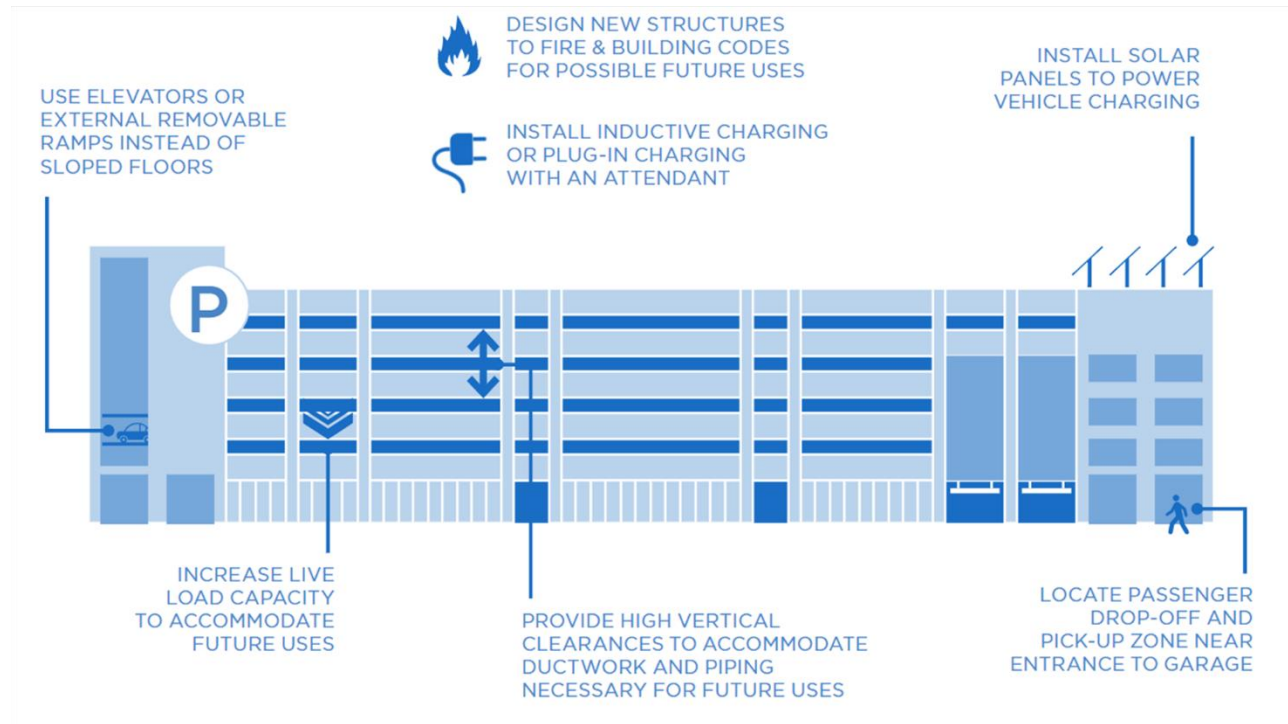 DESIGN NEW STRUCTURES
TO FIRE & BUILDING CODES
FOR POSSIBLE FUTURE USES
INSTALL SOLAR
PANELS TO POWER
VEHICLE CHARGING
USE ELEVATORS OR
EXTERNAL REMOVABLE
RAMPS INSTEAD OF
SLOPED FLOORS
INSTALL INDUCTIVE CHARGING
OR PLUG-IN CHARGING
WITH AN ATTENDANT
P
INCREASE LIVE
LOAD CAPACITY
TO ACCOMMODATE
FUTURE USES
PROVIDE HIGH VERTICAL
CLEARANCES TO ACCOMMODATE
DUCTWORK AND PIPING
NECESSARY FOR FUTURE USES
LOCATE PASSENGER
DROP-OFF AND
PICK-UP ZONE NEAR
ENTRANCE TO GARAGE